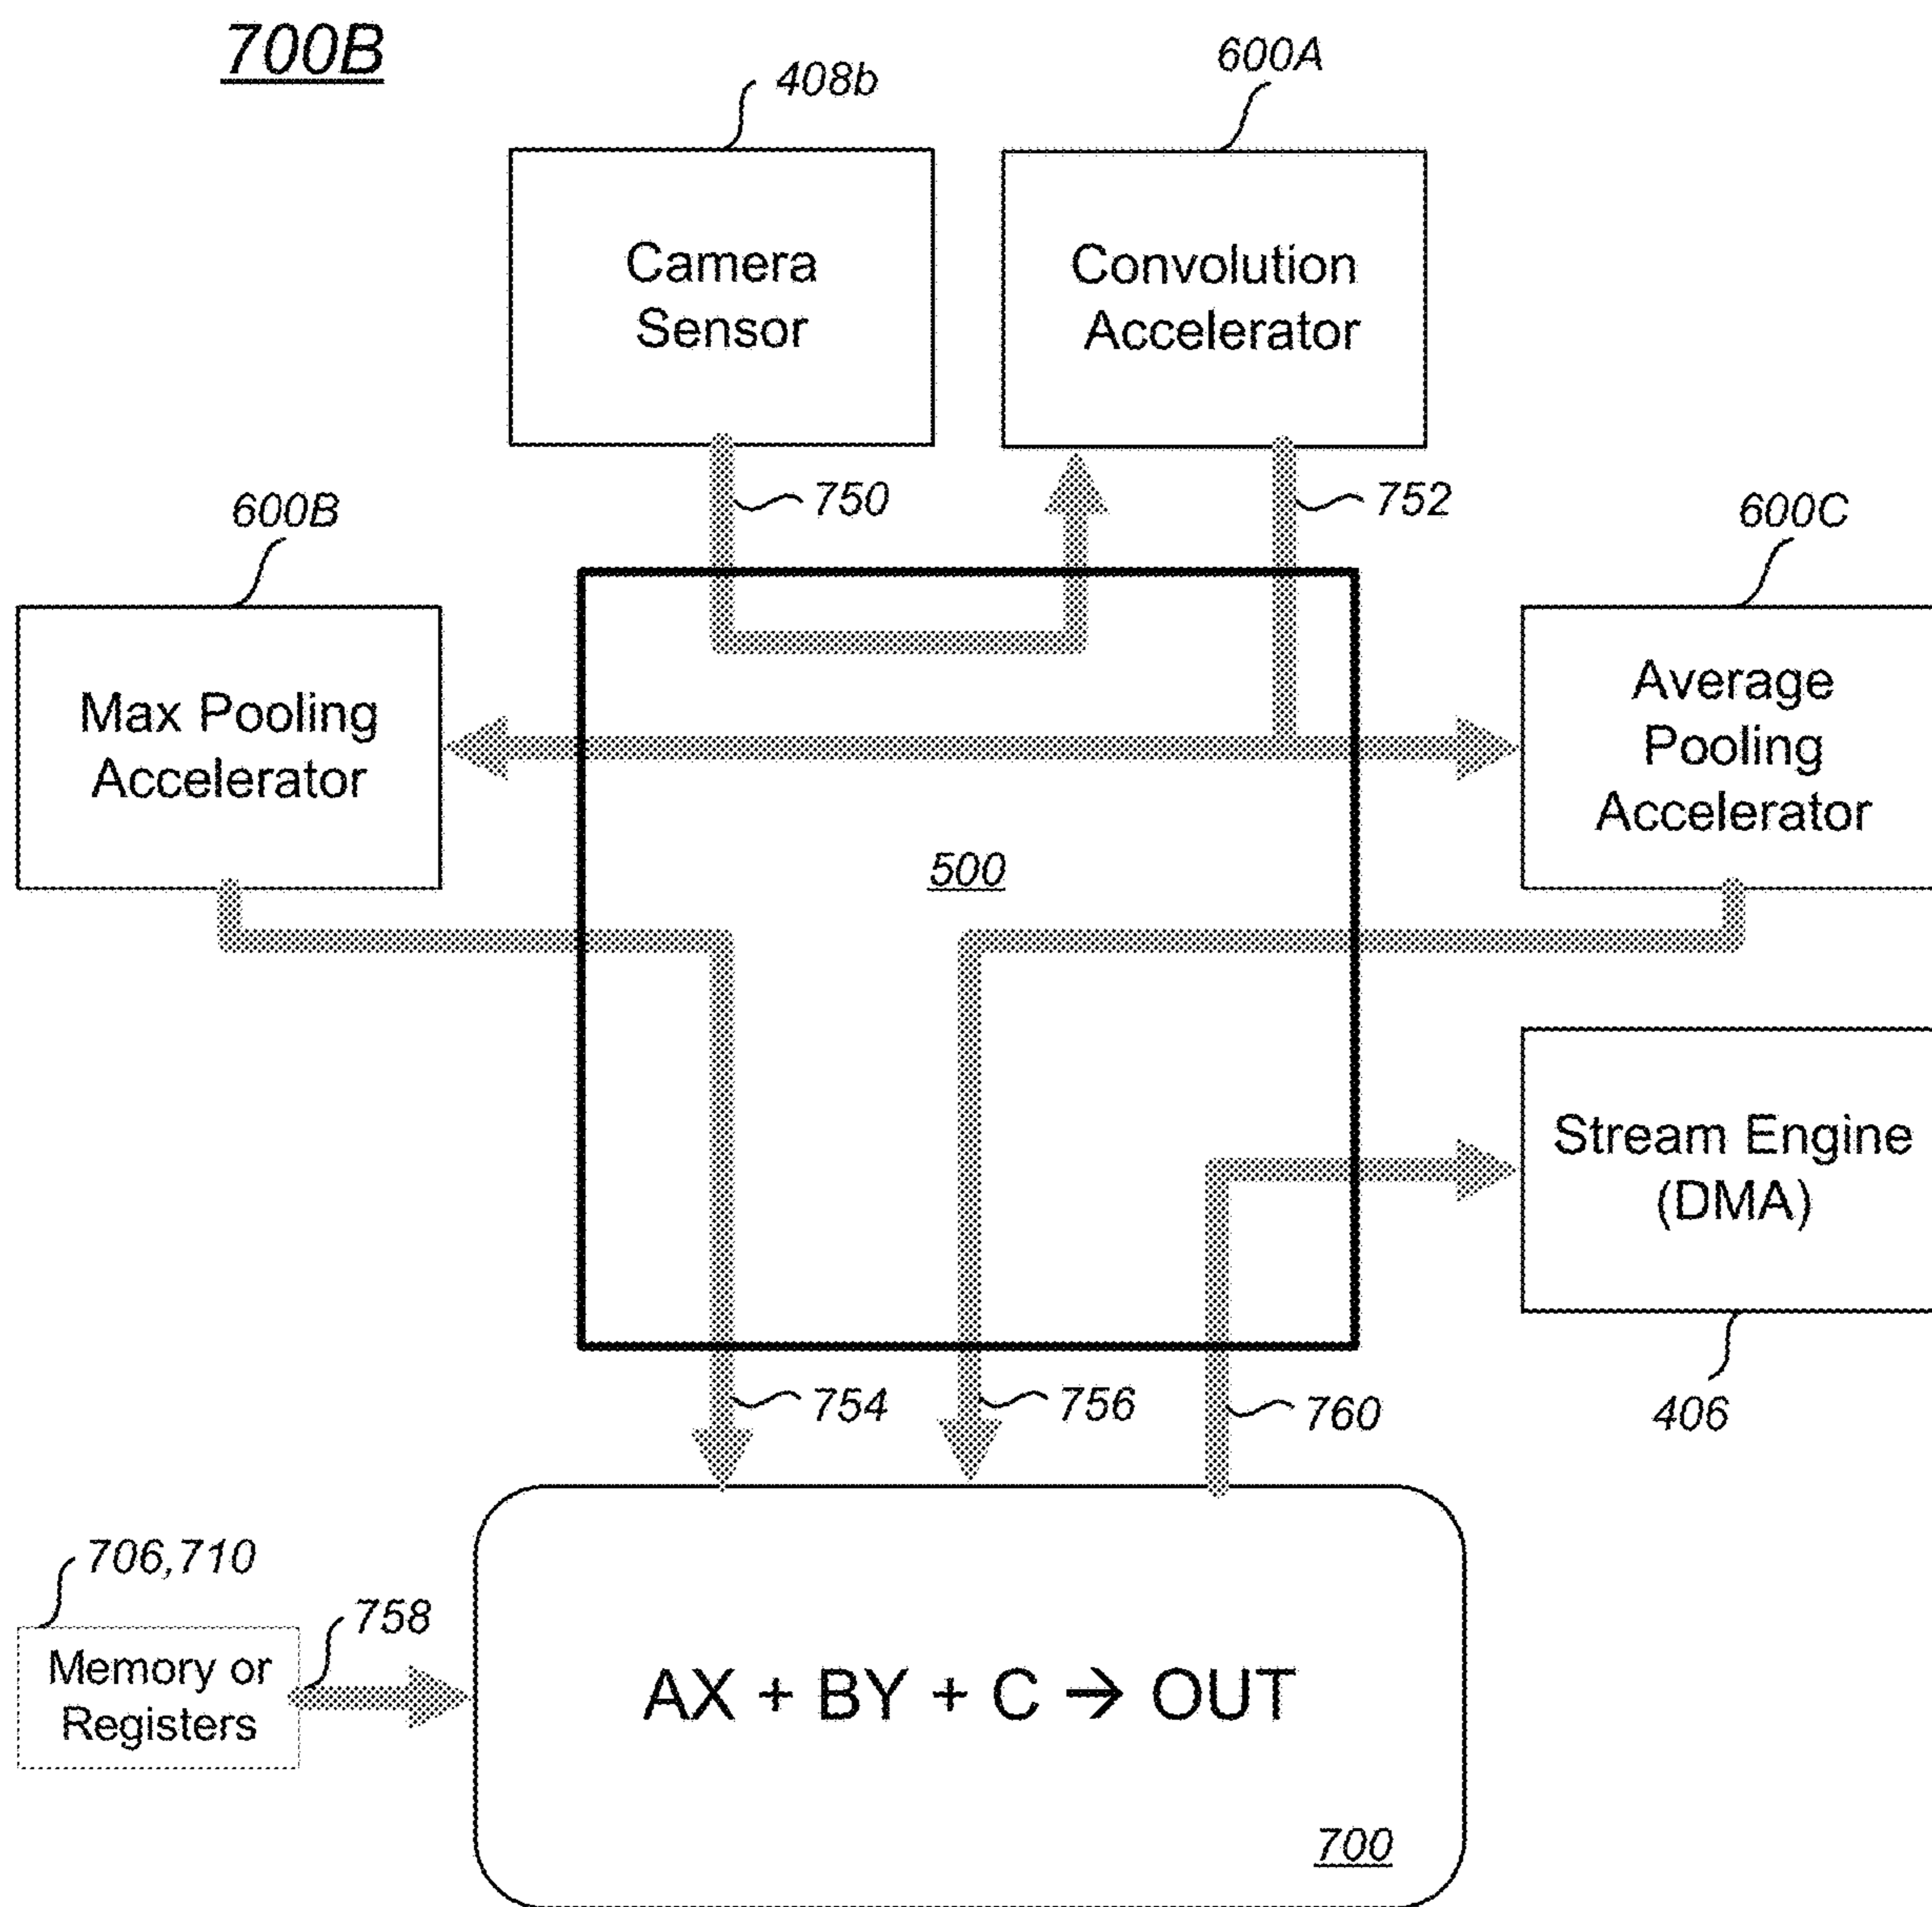 700B
408b
600A
Camera
Sensor
Convolution
Accelerator
750
752
600B
600C
Max Pooling
Accelerator
Average
Pooling
Accelerator
500
Stream Engine
(DMA)
754
756
760
406
706,710
758
Memory or
Registers
AX + BY + C → OUT
700